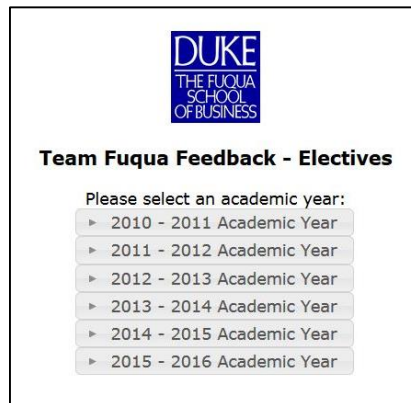 DUKE
THE FUQUA
SCHOOL
OF BUSINESS
Team Fuqua Feedback - Electives
Please select an academic year:
2010 - 2011 Academic Year
2011 - 2012 Academic Year
2012 - 2013 Academic Year
2013 - 2014 Academic Year
2014 - 2015 Academic Year
2015 - 2016 Academic Year